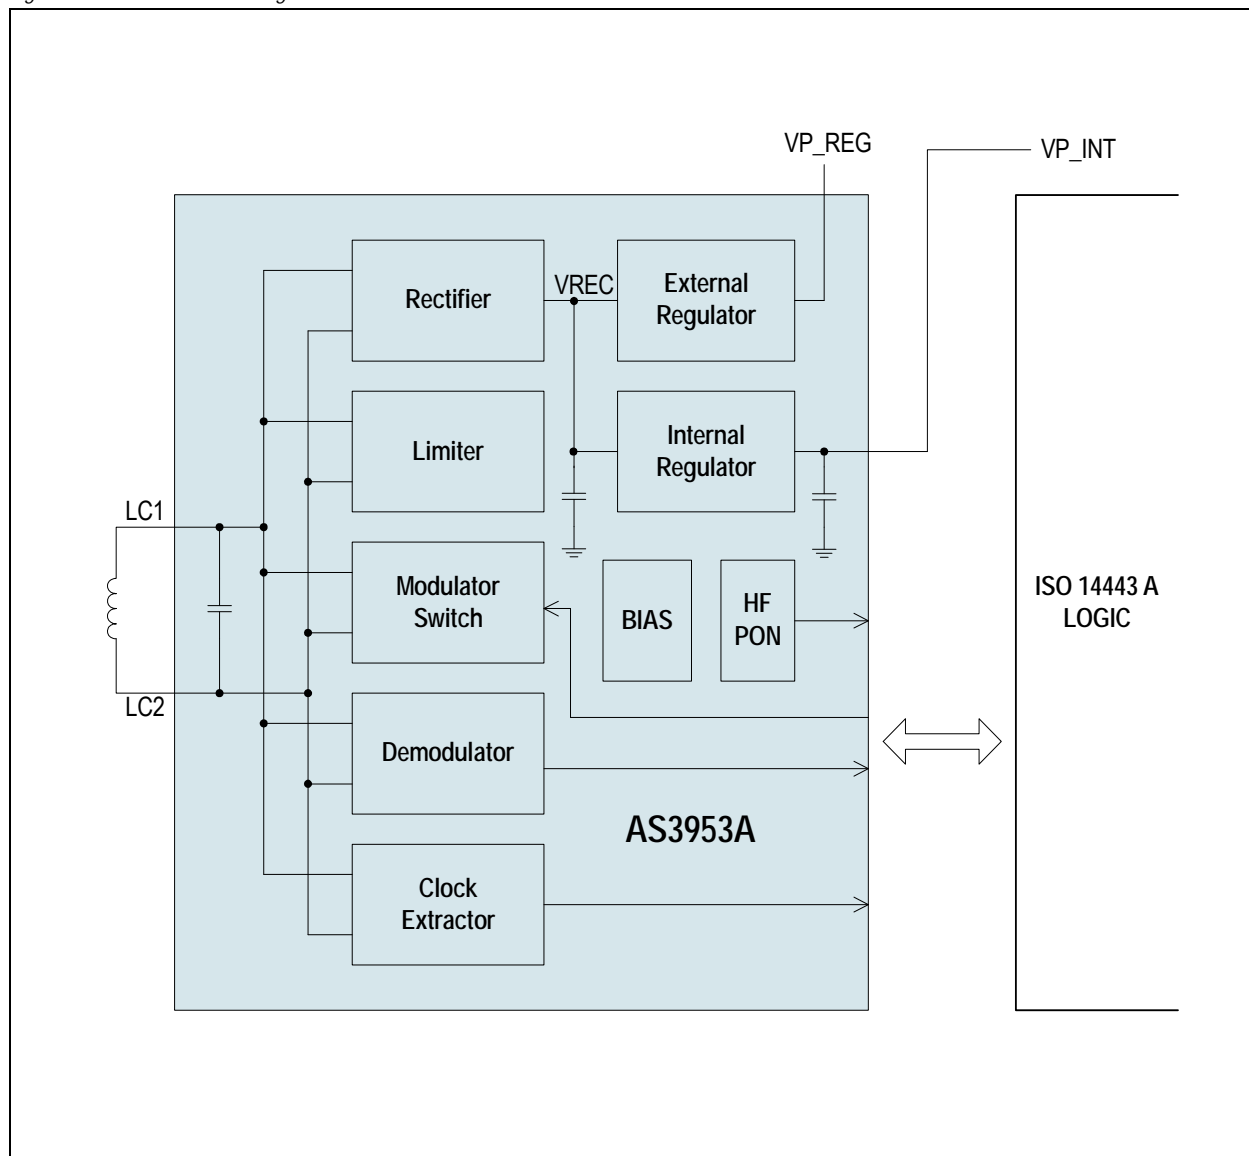 VP_REG
VP_INT
Rectifier
VREC
External
Regulator
Limiter
Internal
Regulator
LC1
Modulator
Switch
BIAS
HF
PON
ISO 14443 A
LOGIC
LC2
Demodulator
AS3953A
Clock
Extractor